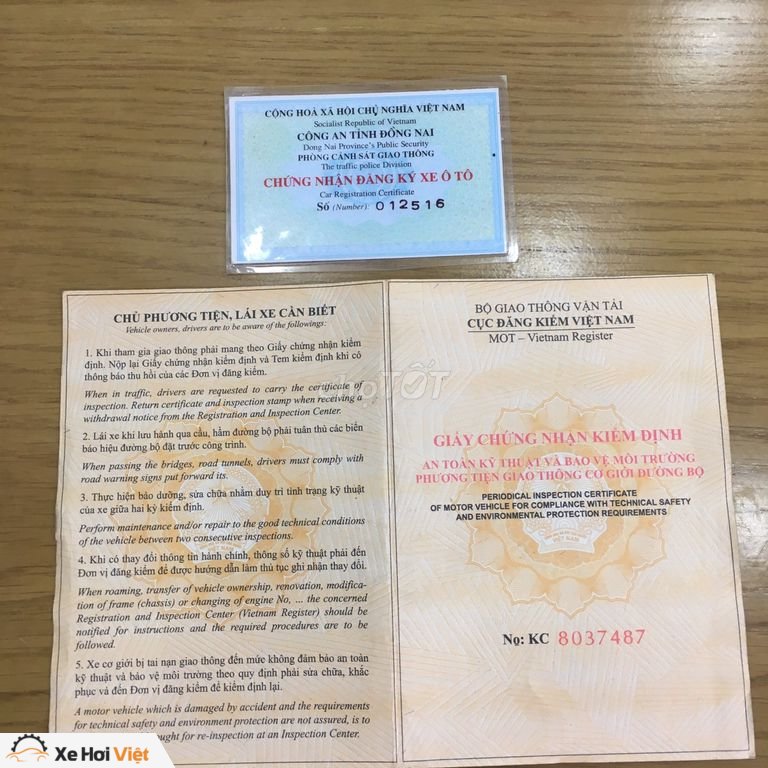 CỘNG HOÀ XÃ HỘI CHỦ NGHĨA VIỆT NAM
Socialist Republic of Vietnam
CÔNG AN TỈNH ĐỒNG NAI
Dong Nai Province's Public Security
PHÒNG CẢNH SÁT GIAO THÔNG
The traffic police Division
CHỨNG NHẬN ĐĂNG KÝ XE Ô TÔ
Car Registration Certificate
Số (Number): 012516
CHỦ PHƯƠNG TIỆN, LÁI XE CẦN BIẾT
Vehicle owners, drivers are to be aware of the followings:
1. Khi tham gia giao thông phải mang theo Giấy chứng nhận kiểm
định. Nộp lại Giấy chứng nhận kiểm định và Tem kiểm định khi có
thông báo thu hồi của các Đơn vị đăng kiểm.
When in traffic, drivers are requested to carry the certificate of
inspection. Return certificate and inspection stamp when receiving a
withdrawal notice from the Registration and Inspection Center.
2. Lái xe khi lưu hành qua cầu, hầm đường bộ phải tuân thủ các biển
báo hiệu đường bộ đặt trước công trình.
When passing the bridges, road tunnels, drivers must comply with
road warning signs put forward its.
3. Thực hiện bảo dưỡng, sửa chữa nhằm duy trì tình trạng kỹ thuật
của xe giữa hai kỳ kiểm định.
Perform maintenance and/or repair to the good technical conditions
of the vehicle between two consecutive inspections.
4. Khi có thay đổi thông tin hành chính, thông số kỹ thuật phải đến
Đơn vị đăng kiểm để được hướng dẫn làm thủ tục ghi nhận thay đổi.
When roaming, transfer of vehicle ownership, renovation, modifica-
tion of frame (chassis) or changing of engine No, ... the concerned
Registration and Inspection Center (Vietnam Register) should be
notified for instructions and the required procedures are to be
followed.
5. Xe cơ giới bị tai nạn giao thông đến mức không đảm bảo an toàn
kỹ thuật và bảo vệ môi trường theo quy định phải sửa chữa, khắc
phục và đến Đơn vị đăng kiểm để kiểm định lại.
A motor vehicle which is damaged by accident and the requirements
for technical safety and environment protection are not assured, is to
ught for re-inspection at an Inspection Center.
BỘ GIAO THÔNG VẬN TẢI
CỤC ĐĂNG KIỂM VIỆT NAM
MOT – Vietnam Register
GIẤY CHỨNG NHẬN KIỂM ĐỊNH
AN TOÀN KỸ THUẬT VÀ BẢO VỆ MÔI TRƯỜNG
PHƯƠNG TIỆN GIAO THÔNG CƠ GIỚI ĐƯỜNG BỘ
PERIODICAL INSPECTION CERTIFICATE
OF MOTOR VEHICLE FOR COMPLIANCE WITH TECHNICAL SAFETY
AND ENVIRONMENTAL PROTECTION REQUIREMENTS
VIỆT NAM
No: KC 8037487
TỐT
Xe Hơi Việt